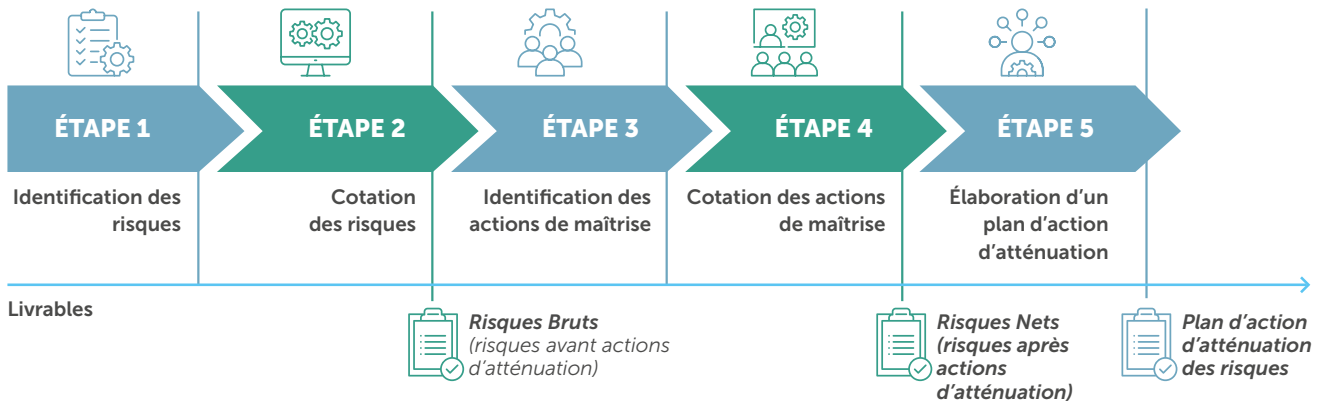 ÉTAPE 1
ÉTAPE 2
ÉTAPE 3
ÉTAPE 4
ÉTAPE 5
Identification des
risques
Cotation
des risques
Identification des
actions de maîtrise
Cotation des actions
de maîtrise
Élaboration d’un
plan d’action
d’atténuation
Livrables
Risques Bruts
(risques avant actions
d’atténuation)
Risques Nets
(risques après
actions
d’atténuation)
Plan d’action
d’atténuation
des risques